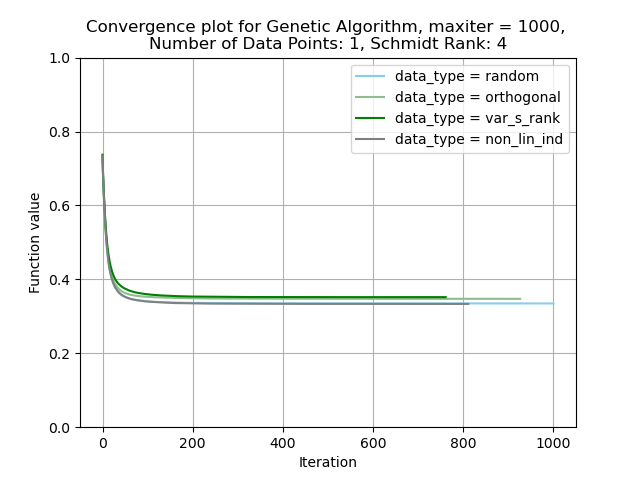 Convergence plot for Genetic Algorithm, maxiter = 1000,
Number of Data Points: 1, Schmidt Rank: 4
data_type = random
data_type = orthogonal
data_type = var_s_rank
data_type = non_lin_ind
Function value
1.0
0.8
0.6
0.4
0.2
0.0
0 200 400 600 800 1000
Iteration